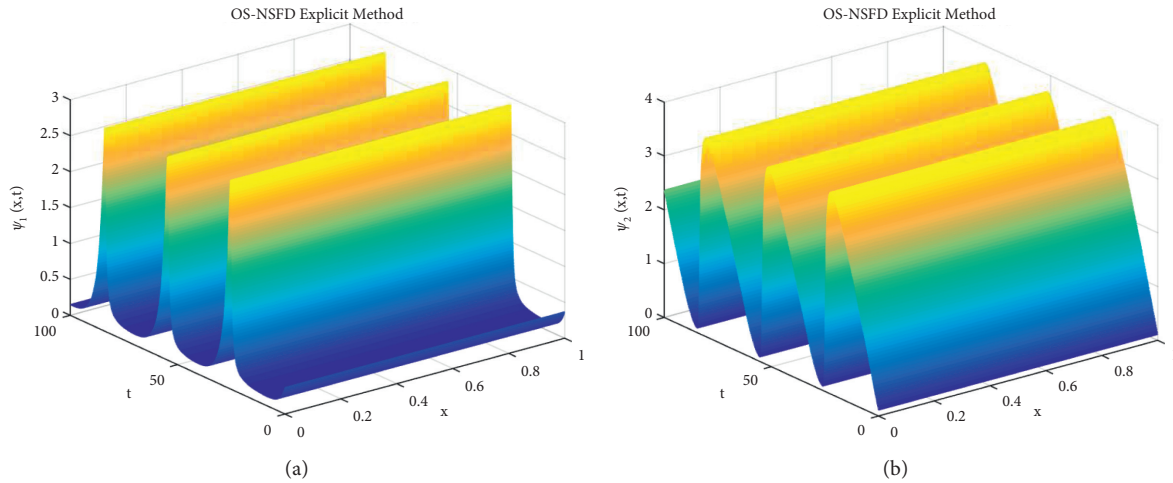 OS-NSFD Explicit Method
3
2.5
2
1.5
1
0.5
0
ψ1 (x,t)
100
50
0
t
0
0.2
0.4
0.6
0.8
1
x
(a)
OS-NSFD Explicit Method
4
3
2
1
0
ψ2 (x,t)
100
50
0
t
0
0.2
0.4
0.6
0.8
x
(b)